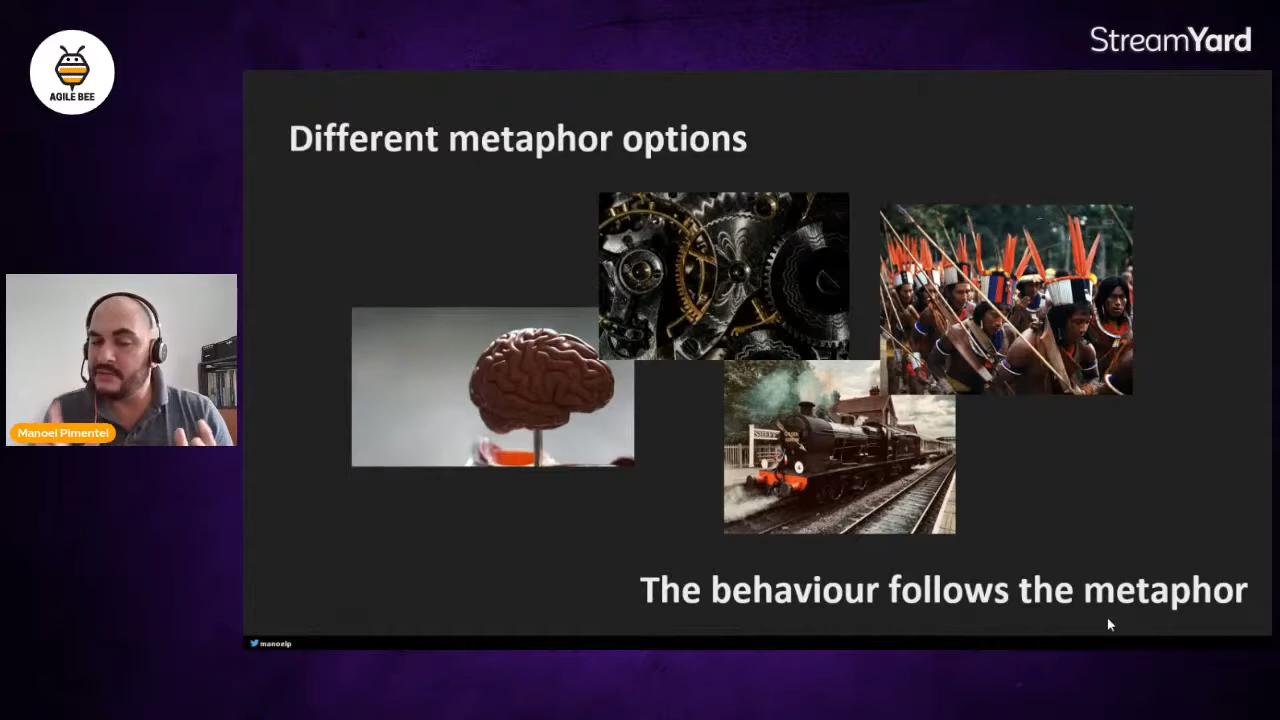 StreamYard
AGILE BEE
Different metaphor options
Manoel Pimentel
The behaviour follows the metaphor
manoelp